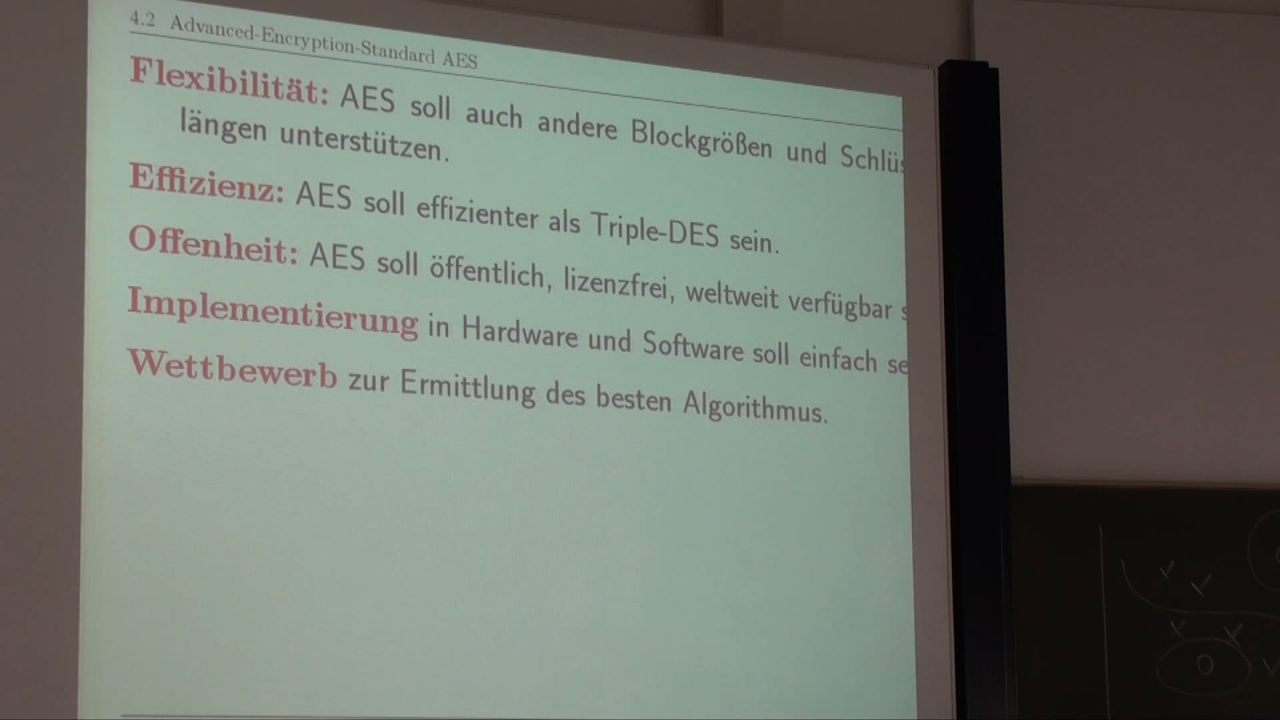 4.2 Advanced-Encryption-Standard AES
Flexibilität: AES soll auch andere Blockgrößen und Schlüs
längen unterstützen.
Effizienz: AES soll effizienter als Triple-DES sein.
Offenheit: AES soll öffentlich, lizenzfrei, weltweit verfügbar s
Implementierung in Hardware und Software soll einfach se
Wettbewerb zur Ermittlung des besten Algorithmus.